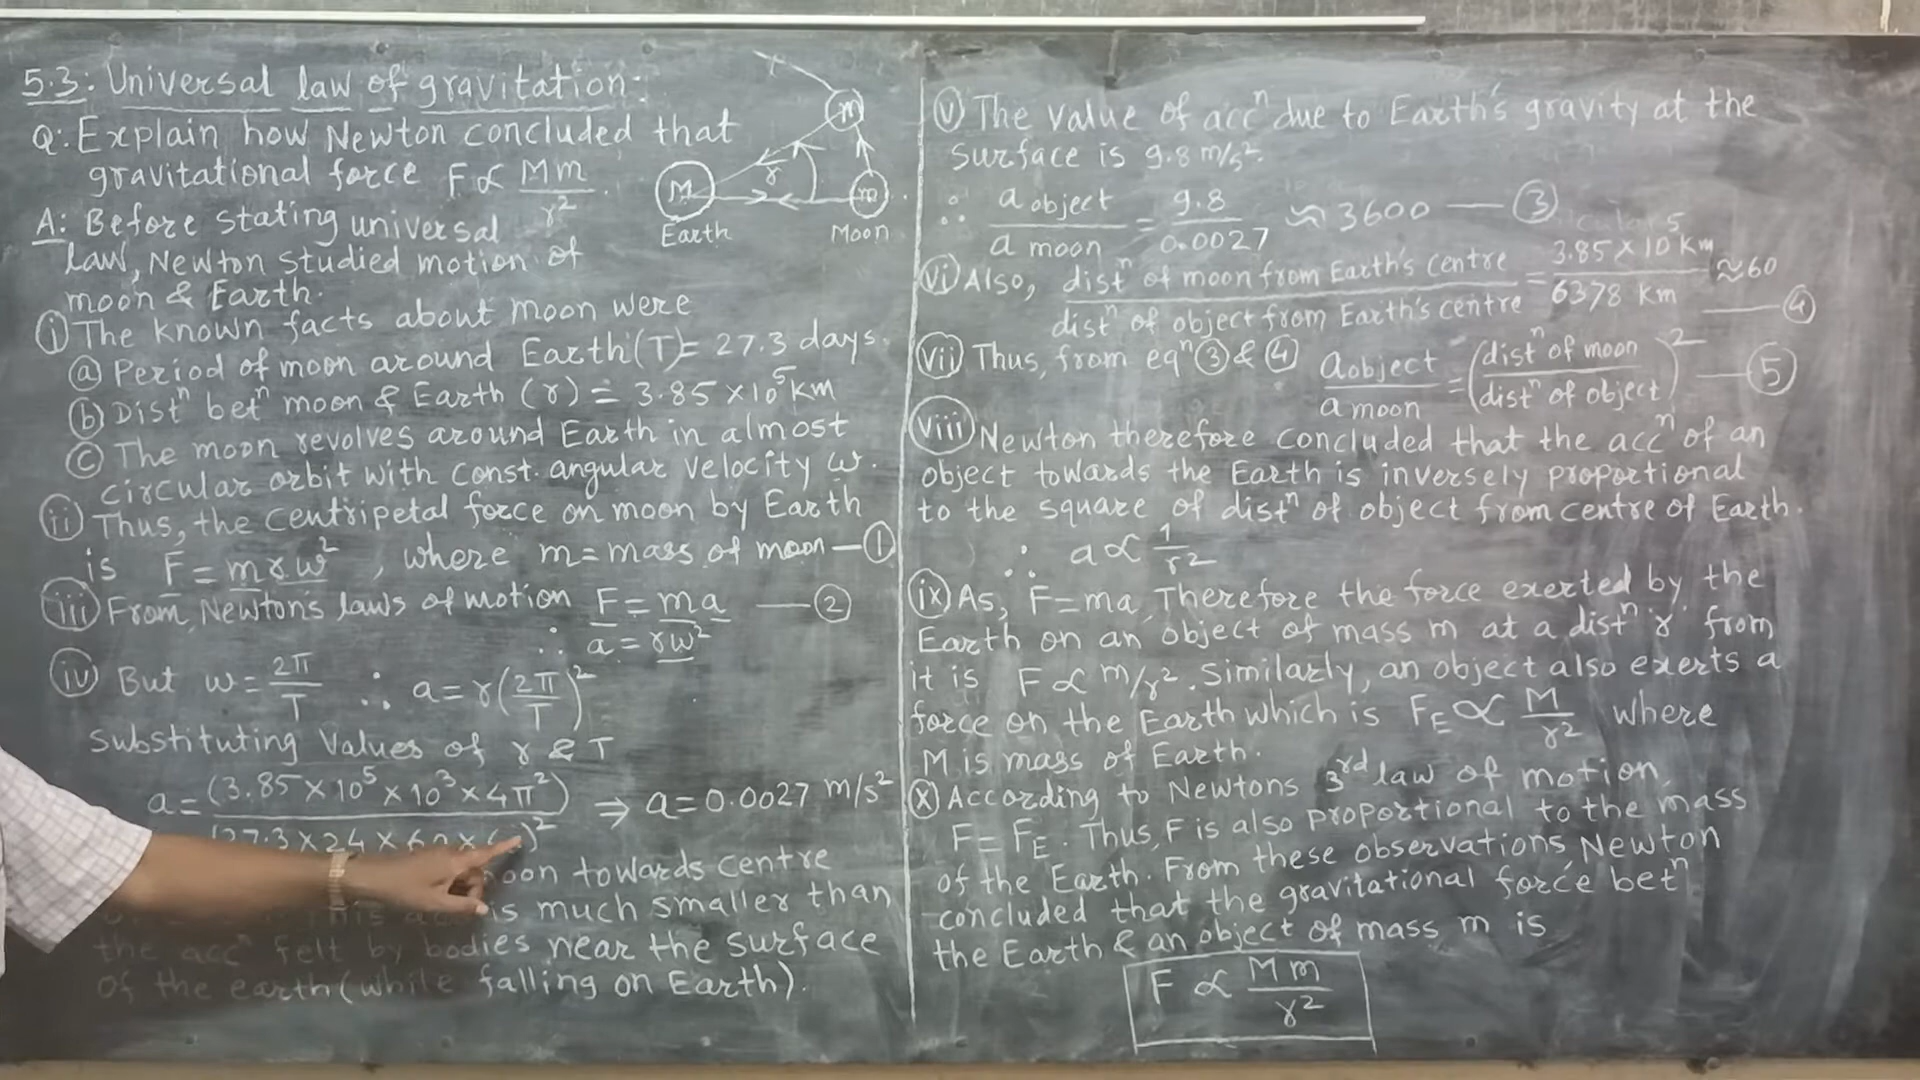 5.3: Universal law of gravitation:
Q: Explain how Newton concluded that
gravitational force F ∝ Mm/r²
A: Before stating universal
law, Newton studied motion of
moon & Earth.
m
r
M
m
Earth
Moon
(i) The known facts about moon were
(a) Period of moon around Earth (T) = 27.3 days.
(b) Distⁿ betⁿ moon & Earth (r) = 3.85 × 10⁵ km
(c) The moon revolves around Earth in almost
circular orbit with const. angular velocity ω.
(ii) Thus, the centripetal force on moon by Earth
is F = mrω², where m = mass of moon — (1)
(iii) From Newton's laws of motion F = ma — (2)
∴ a = rω²
(iv) But ω = 2π/T ∴ a = r(2π/T)²
Substituting values of r & T
a = (3.85 × 10⁵ × 10³ × 4π²) ⇒ a = 0.0027 m/s²
(27.3 × 24 × 60 × )²
moon towards centre
This is much smaller than
the accⁿ felt by bodies near the surface
of the earth (while falling on Earth).
(v) The value of accⁿ due to Earth's gravity at the
surface is 9.8 m/s².
∴ a object / a moon = 9.8 / 0.0027 ≈ 3600 — (3)
(vi) Also, distⁿ of moon from Earth's centre / distⁿ of object from Earth's centre = 3.85 × 10⁵ km / 6378 km ≈ 60 — (4)
(vii) Thus, from eqⁿ (3) & (4) a object / a moon = (distⁿ of moon / distⁿ of object)² — (5)
(viii) Newton therefore concluded that the accⁿ of an
object towards the Earth is inversely proportional
to the square of distⁿ of object from centre of Earth.
∴ a ∝ 1/r²
(ix) As, F = ma, Therefore the force exerted by the
Earth on an object of mass m at a distⁿ 'r' from
it is F ∝ m/r². Similarly, an object also exerts a
force on the Earth which is F_E ∝ M/r² where
M is mass of Earth.
(x) According to Newtons 3rd law of motion,
F = F_E. Thus, F is also proportional to the mass
of the Earth. From these observations, Newton
concluded that the gravitational force betⁿ
the Earth & an object of mass m is
F ∝ Mm/r²